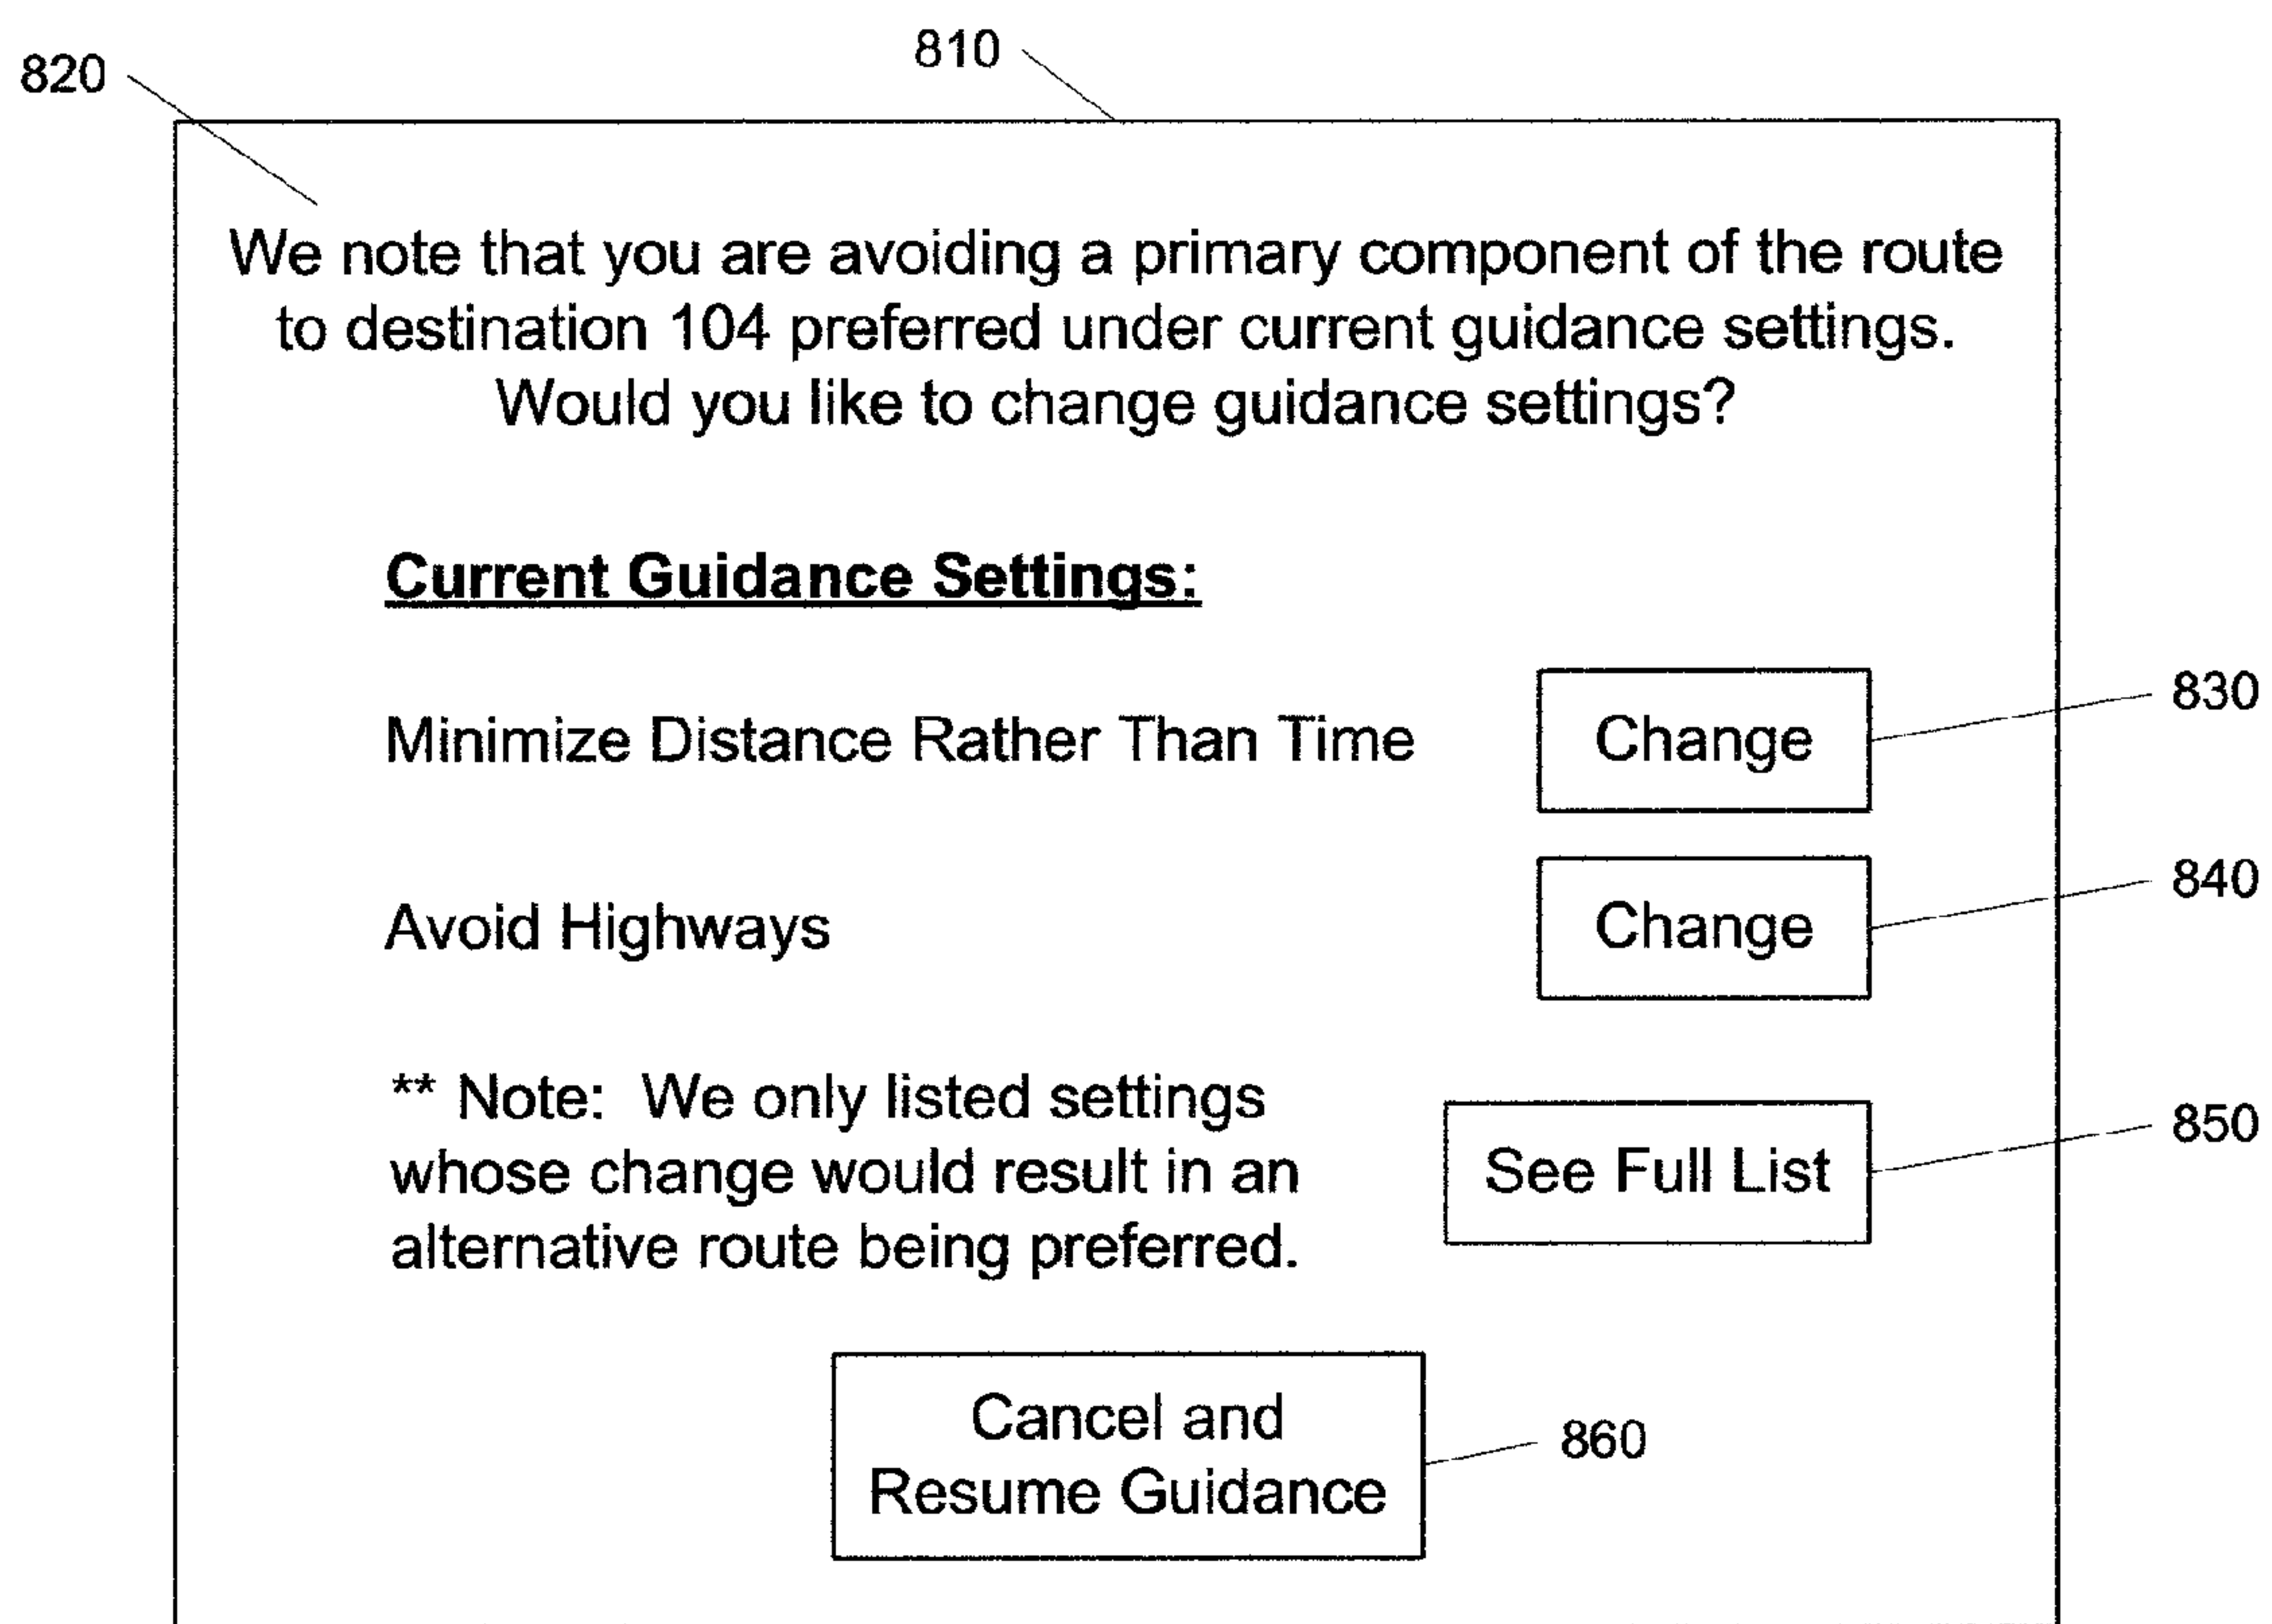 810
820
We note that you are avoiding a primary component of the route
to destination 104 preferred under current guidance settings.
Would you like to change guidance settings?
Current Guidance Settings:
Minimize Distance Rather Than Time
Change
830
Avoid Highways
Change
840
** Note: We only listed settings
whose change would result in an
alternative route being preferred.
See Full List
850
Cancel and
Resume Guidance
860